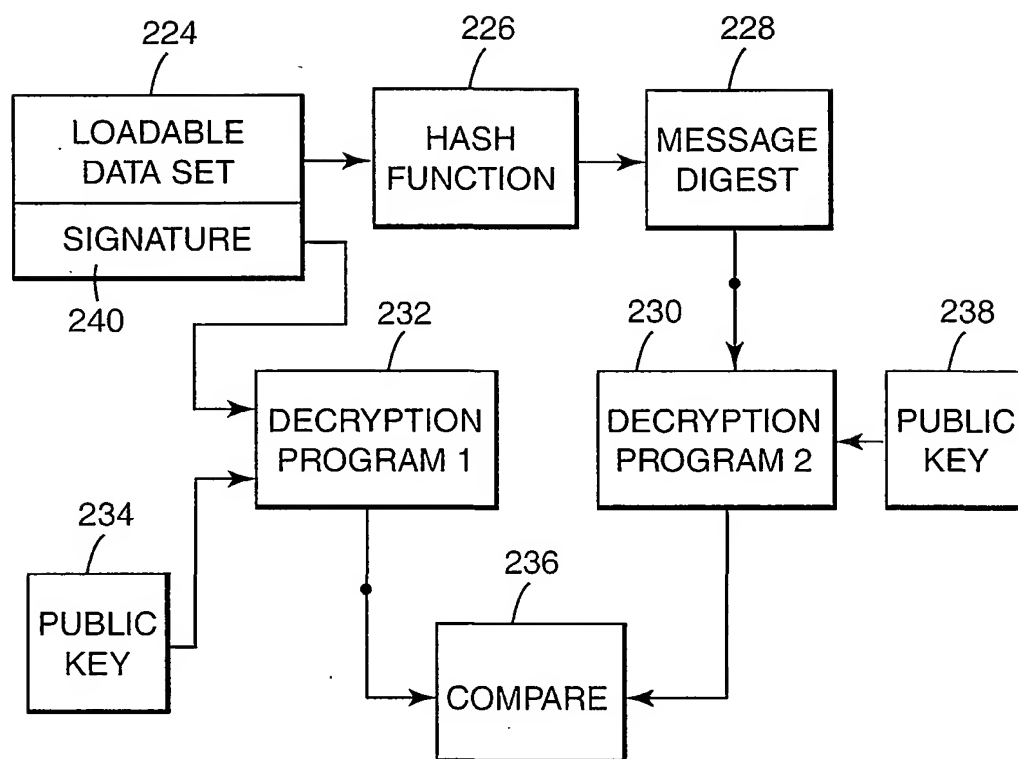 224
226
228
LOADABLE
DATA SET
HASH
FUNCTION
MESSAGE
DIGEST
SIGNATURE
240
232
230
238
DECRYPTION
PROGRAM 1
DECRYPTION
PROGRAM 2
PUBLIC
KEY
234
236
PUBLIC
KEY
COMPARE